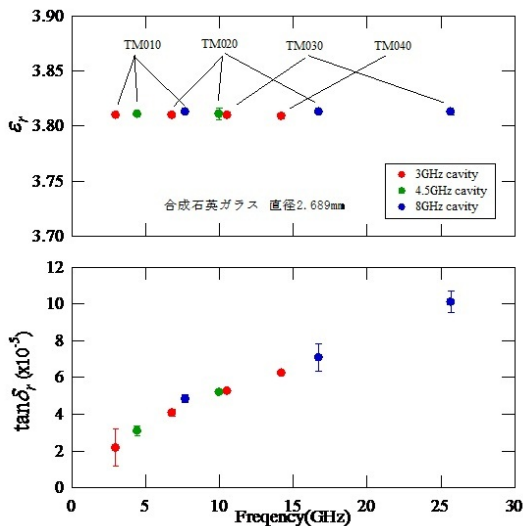 3.90
TM010
TM020
TM030
TM040
3.85
εr
3.80
3GHz cavity
4.5GHz cavity
8GHz cavity
3.75
合成石英ガラス 直径2.689mm
3.70
12
10
8
tanδr (x10-5)
6
4
2
0
0 5 10 15 20 25 30
Freqency(GHz)